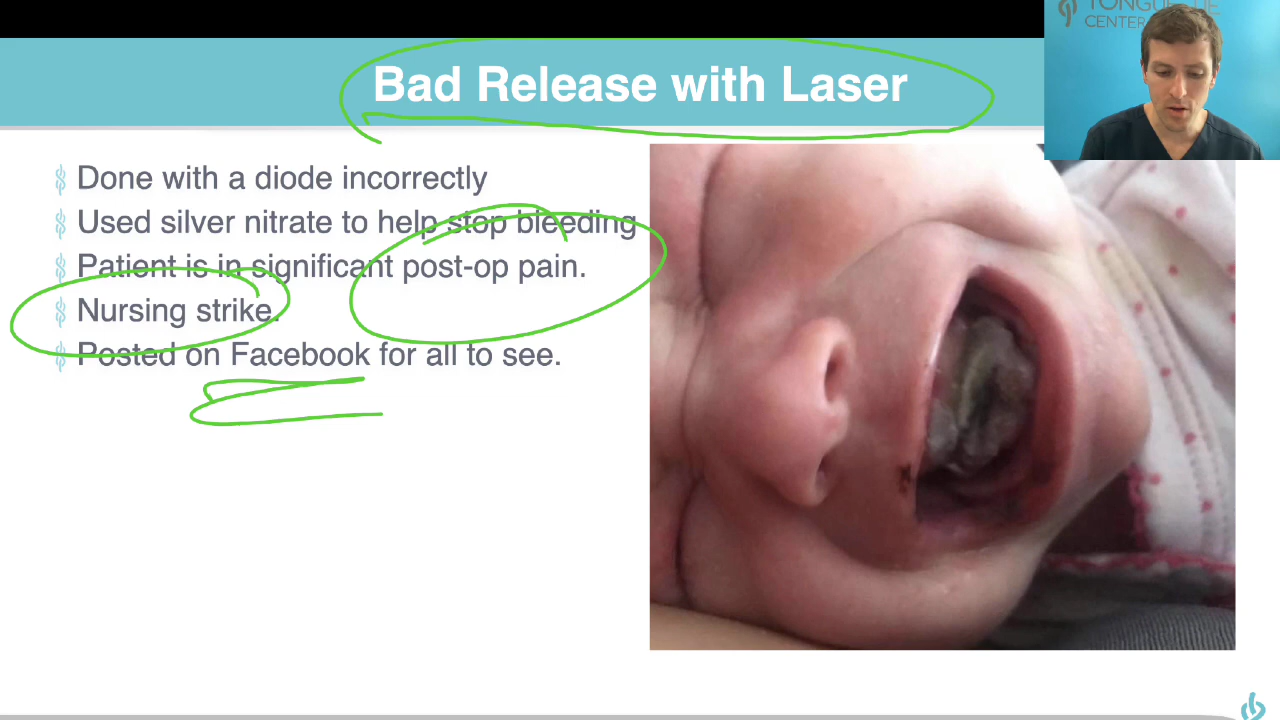 TONGUE TIE
CENTER
Bad Release with Laser
Done with a diode incorrectly
Used silver nitrate to help stop bleeding
Patient is in significant post-op pain.
Nursing strike.
Posted on Facebook for all to see.